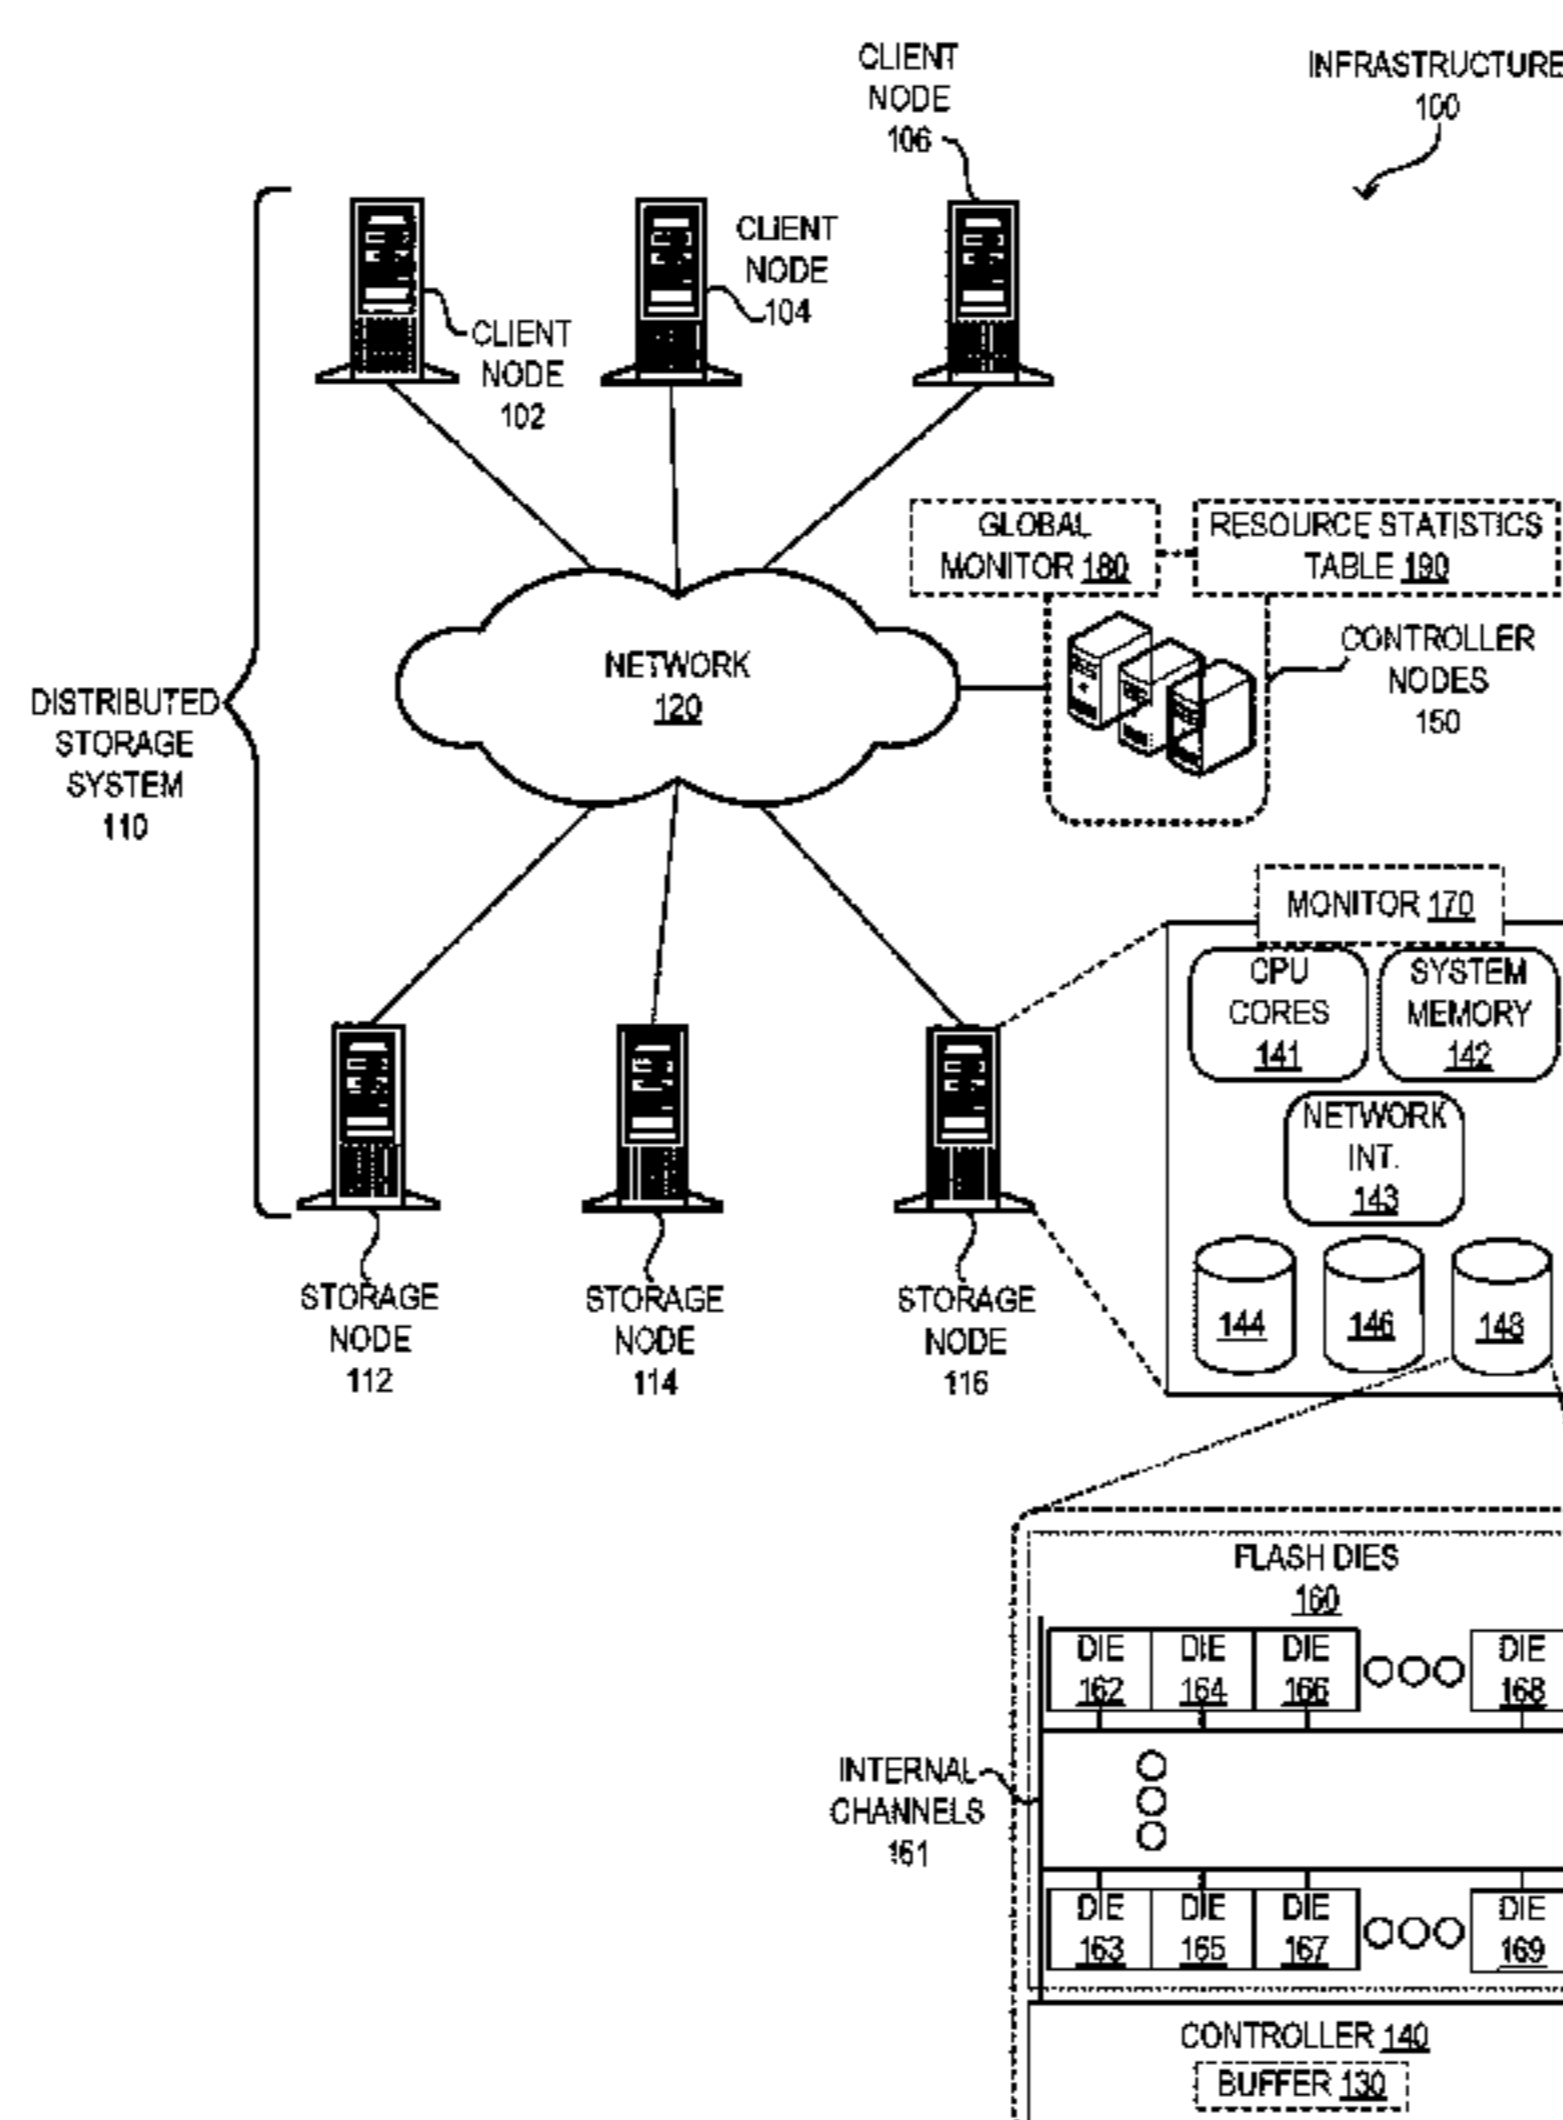 CLIENT
NODE
106
INFRASTRUCTURE
100
CLIENT
NODE
104
CLIENT
NODE
102
GLOBAL
MONITOR 180
RESOURCE STATISTICS
TABLE 190
CONTROLLER
NODES
150
NETWORK
120
DISTRIBUTED
STORAGE
SYSTEM
110
MONITOR 170
CPU
CORES
141
SYSTEM
MEMORY
142
NETWORK
INT.
143
144
146
148
STORAGE
NODE
112
STORAGE
NODE
114
STORAGE
NODE
116
FLASH DIES
160
DIE
162
DIE
164
DIE
166
DIE
168
INTERNAL
CHANNELS
161
DIE
163
DIE
165
DIE
167
DIE
169
CONTROLLER 140
BUFFER 130